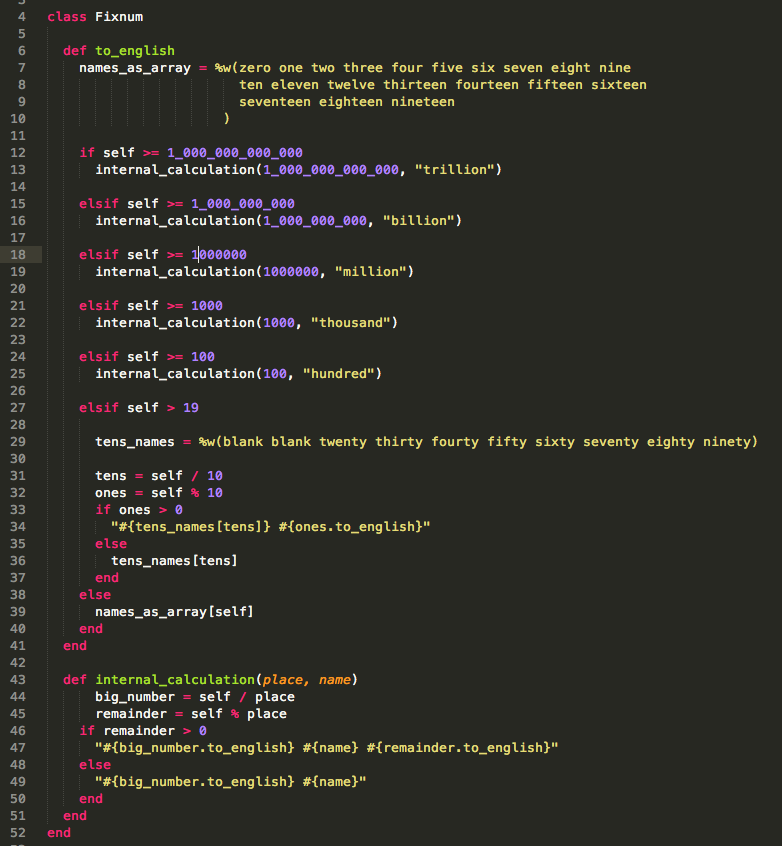 4 class Fixnum
5
6 def to_english
7 names_as_array = %w(zero one two three four five six seven eight nine
8 ten eleven twelve thirteen fourteen fifteen sixteen
9 seventeen eighteen nineteen
10 )
11
12 if self >= 1_000_000_000_000
13 internal_calculation(1_000_000_000_000, "trillion")
14
15 elsif self >= 1_000_000_000
16 internal_calculation(1_000_000_000, "billion")
17
18 elsif self >= 1000000
19 internal_calculation(1000000, "million")
20
21 elsif self >= 1000
22 internal_calculation(1000, "thousand")
23
24 elsif self >= 100
25 internal_calculation(100, "hundred")
26
27 elsif self > 19
28
29 tens_names = %w(blank blank twenty thirty fourty fifty sixty seventy eighty ninety)
30
31 tens = self / 10
32 ones = self % 10
33 if ones > 0
34 "#{tens_names[tens]} #{ones.to_english}"
35 else
36 tens_names[tens]
37 end
38 else
39 names_as_array[self]
40 end
41 end
42
43 def internal_calculation(place, name)
44 big_number = self / place
45 remainder = self % place
46 if remainder > 0
47 "#{big_number.to_english} #{name} #{remainder.to_english}"
48 else
49 "#{big_number.to_english} #{name}"
50 end
51 end
52 end